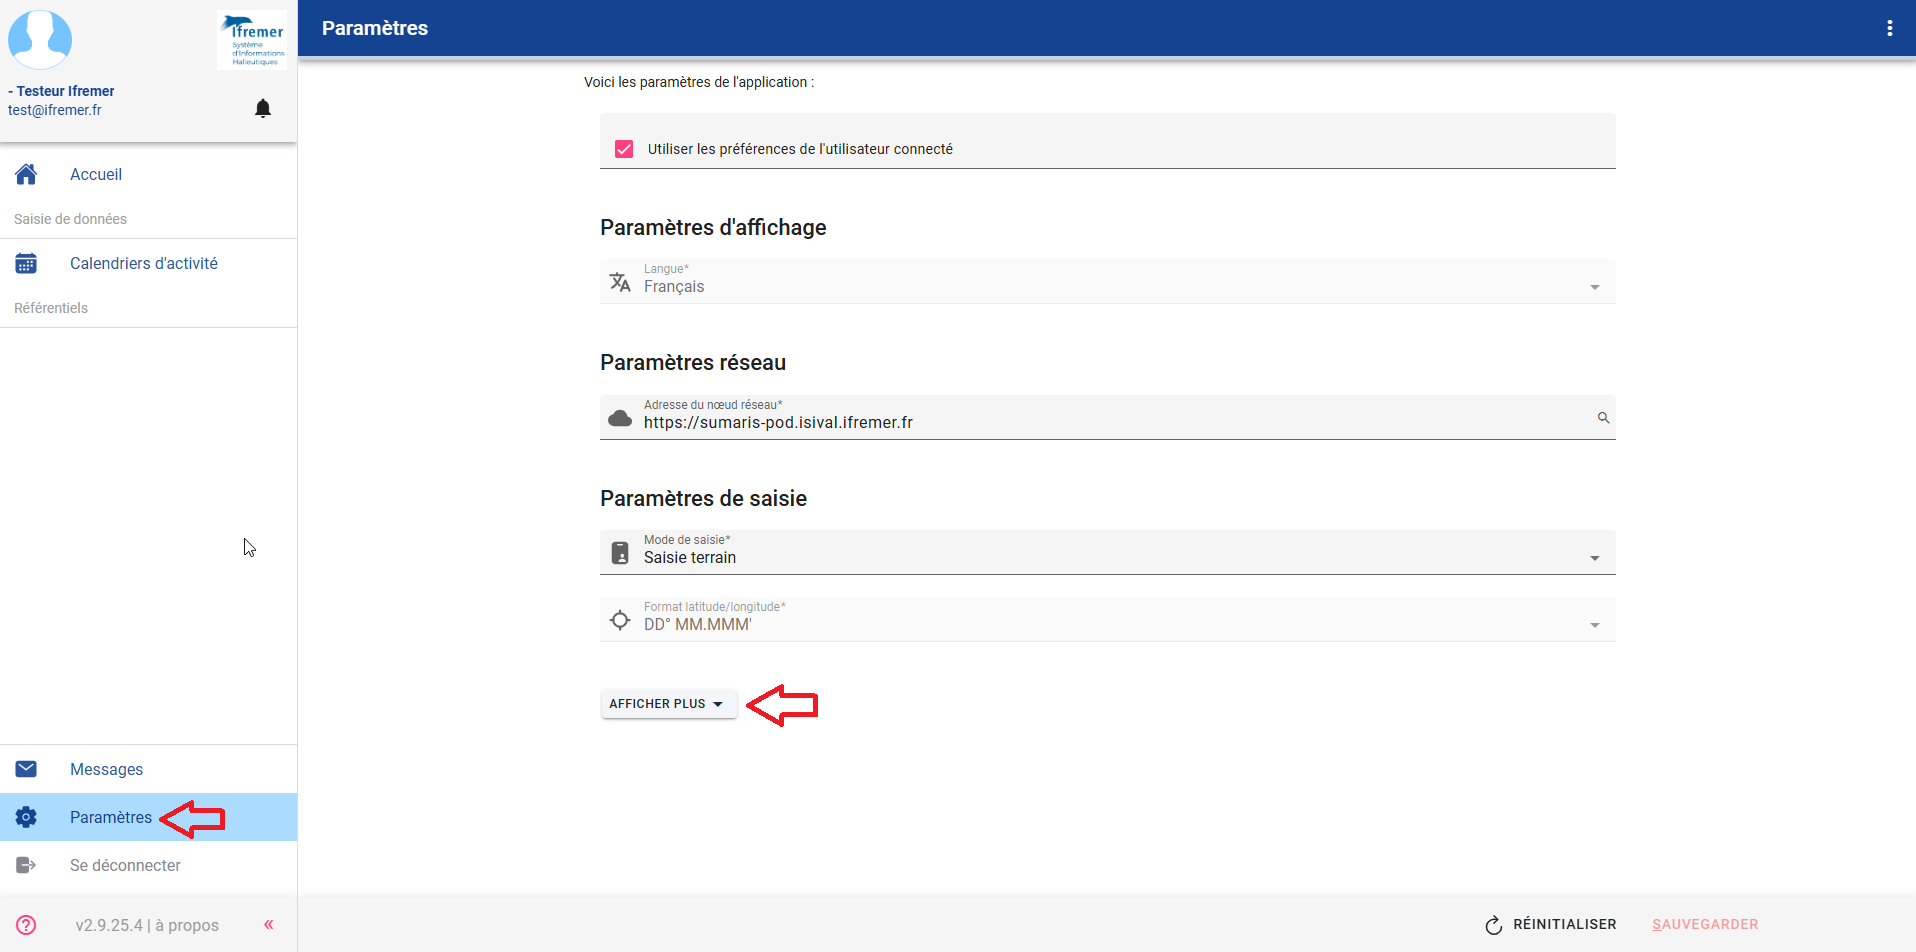 ifremer
Système
d'Informations
Halieutiques
- Testeur Ifremer
test@ifremer.fr
Accueil
Saisie de données
Calendriers d'activité
Référentiels
Messages
Paramètres
Se déconnecter
v2.9.25.4 | à propos
«
Paramètres
Voici les paramètres de l'application :
Utiliser les préférences de l'utilisateur connecté
Paramètres d'affichage
Langue*
Français
Paramètres réseau
Adresse du nœud réseau*
https://sumaris-pod.isival.ifremer.fr
Paramètres de saisie
Mode de saisie*
Saisie terrain
Format latitude/longitude*
DD° MM.MMM'
AFFICHER PLUS
RÉINITIALISER
SAUVEGARDER